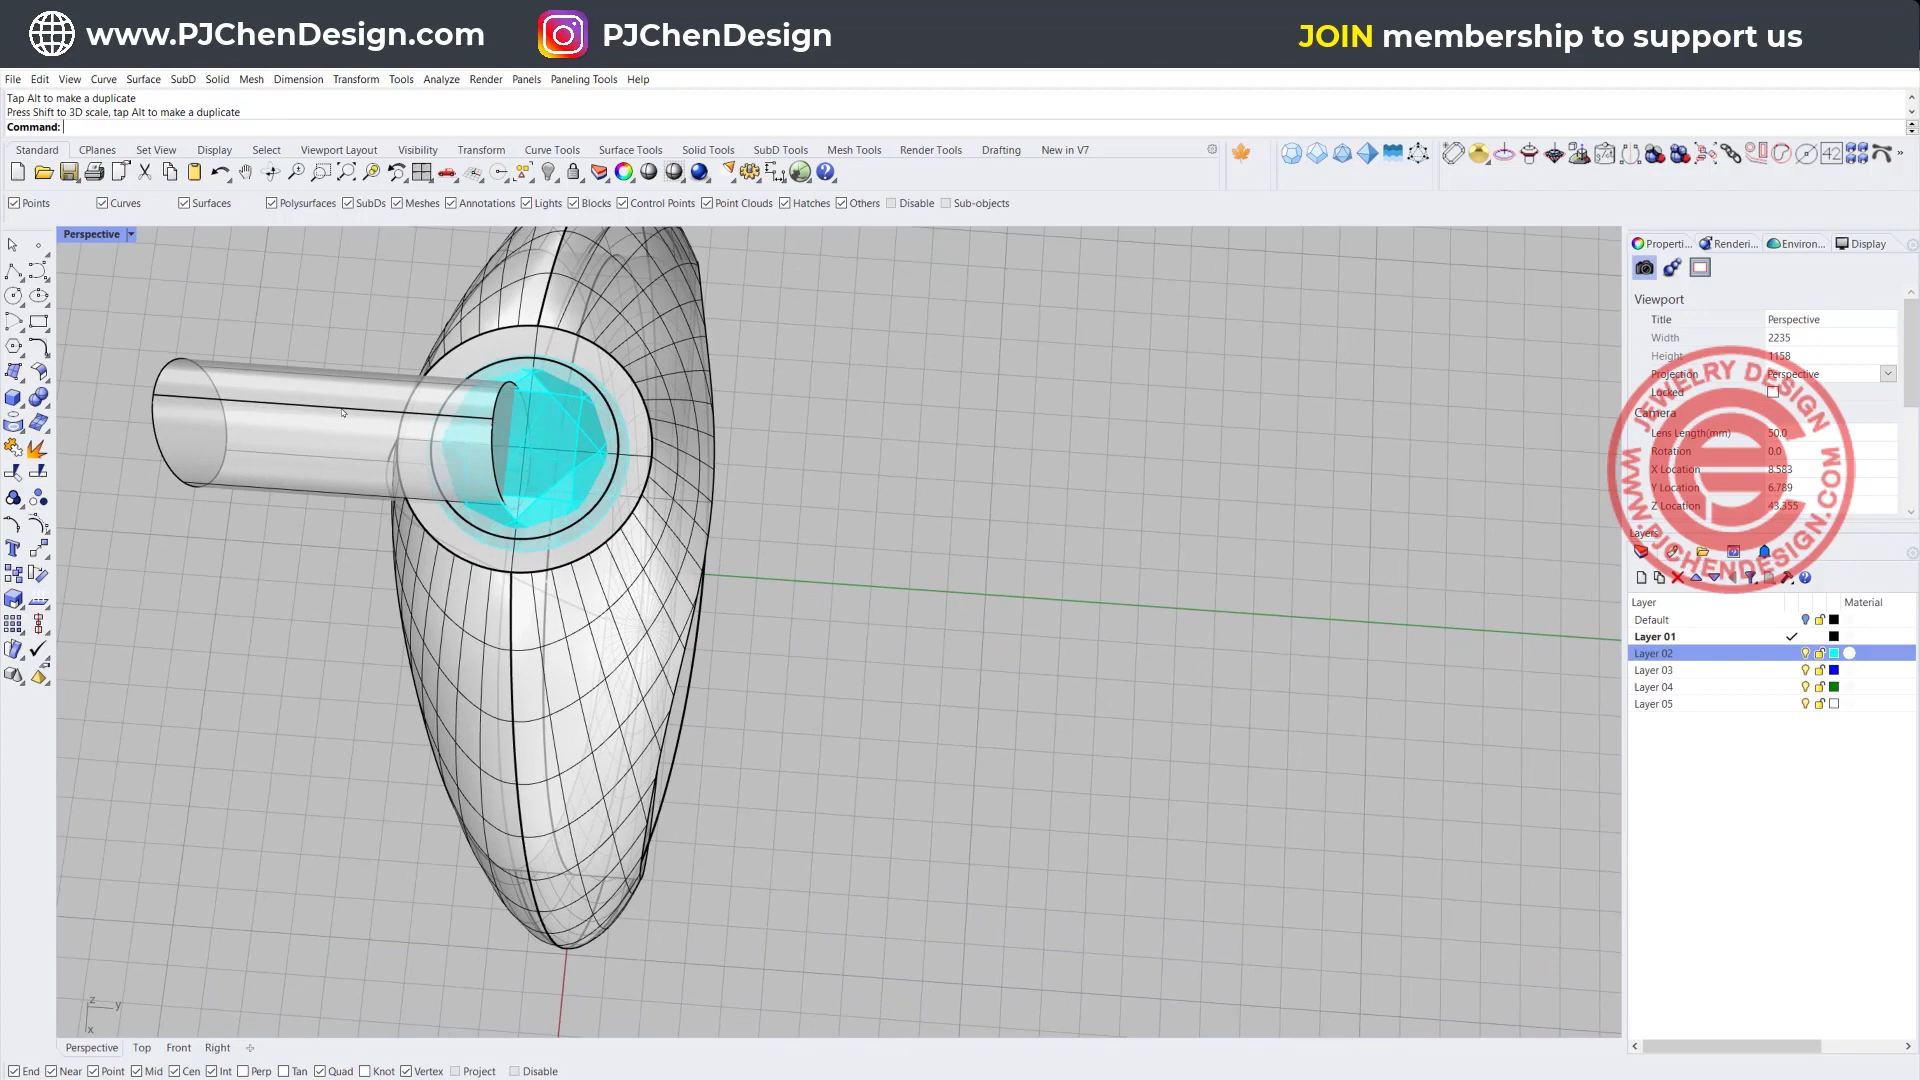 www.PJChenDesign.com PJChenDesign JOIN membership to support us
File Edit View Curve Surface SubD Solid Mesh Dimension Transform Tools Analyze Render Panels Paneling Tools Help
Tap Alt to make a duplicate
Press Shift to 3D scale, tap Alt to make a duplicate
Command:
Standard CPlanes Set View Display Select Viewport Layout Visibility Transform Curve Tools Surface Tools Solid Tools SubD Tools Mesh Tools Render Tools Drafting New in V7
Points Curves Surfaces Polysurfaces SubDs Meshes Annotations Lights Blocks Control Points Point Clouds Hatches Others Disable Sub-objects
Perspective
Properti... Renderi... Environ... Display
Viewport
Title Perspective
Width 2235
Height 1158
Projection Perspective
Locked
Camera
Lens Length(mm) 50.0
Rotation 0.0
X Location 8.583
Y Location 6.789
Z Location 43.355
JEWELRY DESIGN
WWW.PJCHENDESIGN.COM
Layers
Layer Material
Default
Layer 01
Layer 02
Layer 03
Layer 04
Layer 05
z y
x
Perspective Top Front Right
End Near Point Mid Cen Int Perp Tan Quad Knot Vertex Project Disable